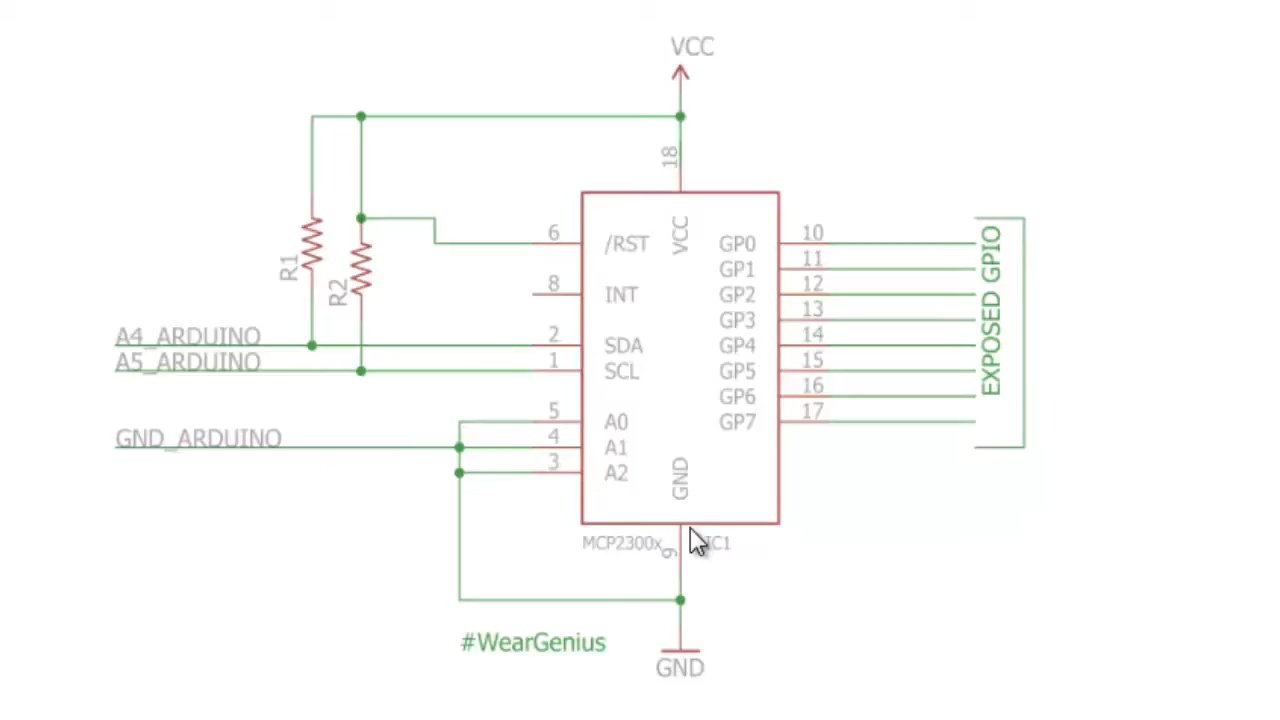 VCC
18
R1
R2
A4_ARDUINO
A5_ARDUINO
GND_ARDUINO
6
8
2
1
5
4
3
/RST
INT
SDA
SCL
A0
A1
A2
VCC
GND
GP0
GP1
GP2
GP3
GP4
GP5
GP6
GP7
10
11
12
13
14
15
16
17
EXPOSED GPIO
MCP2300x
9
IC1
#WearGenius
GND